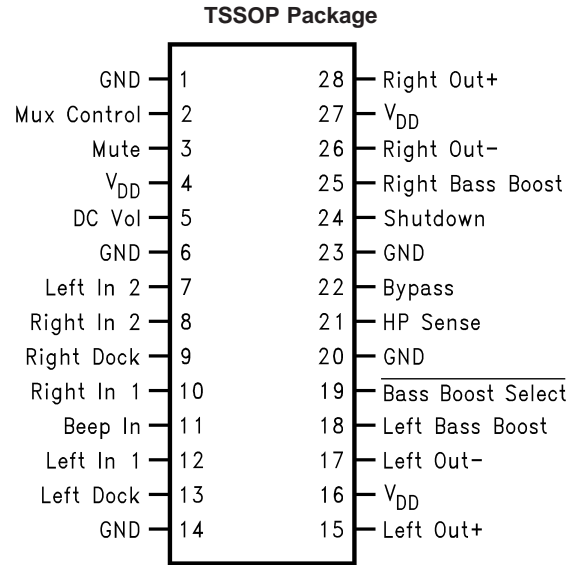 TSSOP Package
GND 1 28 Right Out+
Mux Control 2 27 VDD
Mute 3 26 Right Out-
VDD 4 25 Right Bass Boost
DC Vol 5 24 Shutdown
GND 6 23 GND
Left In 2 7 22 Bypass
Right In 2 8 21 HP Sense
Right Dock 9 20 GND
Right In 1 10 19 Bass Boost Select
Beep In 11 18 Left Bass Boost
Left In 1 12 17 Left Out-
Left Dock 13 16 VDD
GND 14 15 Left Out+